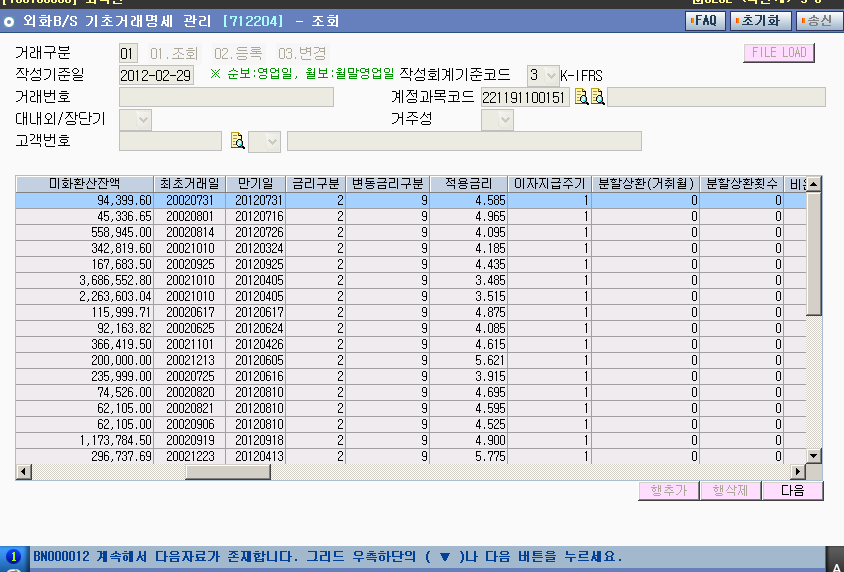 외화B/S 기초거래명세 관리 [712204] - 조회 FAQ 초기화 송신
거래구분 01 01.조회 02.등록 03.변경 FILE LOAD
작성기준일 2012-02-29 ※ 순보:영업일, 월보:월말영업일 작성회계기준코드 3 K-IFRS
거래번호 계정과목코드 221191100151
대내외/장단기 거주성
고객번호
미화환산잔액 최초거래일 만기일 금리구분 변동금리구분 적용금리 이자지급주기 분할상환(거취월) 분할상환횟수
94,399.60 20020731 20120731 2 9 4.585 1 0 0
45,336.65 20020801 20120716 2 9 4.965 1 0 0
558,945.00 20020814 20120726 2 9 4.095 1 0 0
342,819.60 20021010 20120324 2 9 4.185 1 0 0
167,683.50 20020925 20120925 2 9 4.435 1 0 0
3,686,552.80 20021010 20120405 2 9 3.485 1 0 0
2,263,603.04 20021010 20120405 2 9 3.515 1 0 0
115,999.71 20020617 20120617 2 9 4.875 1 0 0
92,163.82 20020625 20120624 2 9 4.085 1 0 0
366,419.50 20021101 20120426 2 9 4.615 1 0 0
200,000.00 20021213 20120605 2 9 5.621 1 0 0
235,999.00 20020725 20120616 2 9 3.915 1 0 0
74,526.00 20020820 20120810 2 9 4.695 1 0 0
62,105.00 20020821 20120810 2 9 4.595 1 0 0
62,105.00 20020906 20120810 2 9 4.525 1 0 0
1,173,784.50 20020919 20120918 2 9 4.900 1 0 0
296,737.69 20021223 20120413 2 9 5.775 1 0 0
행추가 행삭제 다음
BN000012 계속해서 다음자료가 존재합니다. 그리드 우측하단의 ( ▼ )나 다음 버튼을 누르세요.